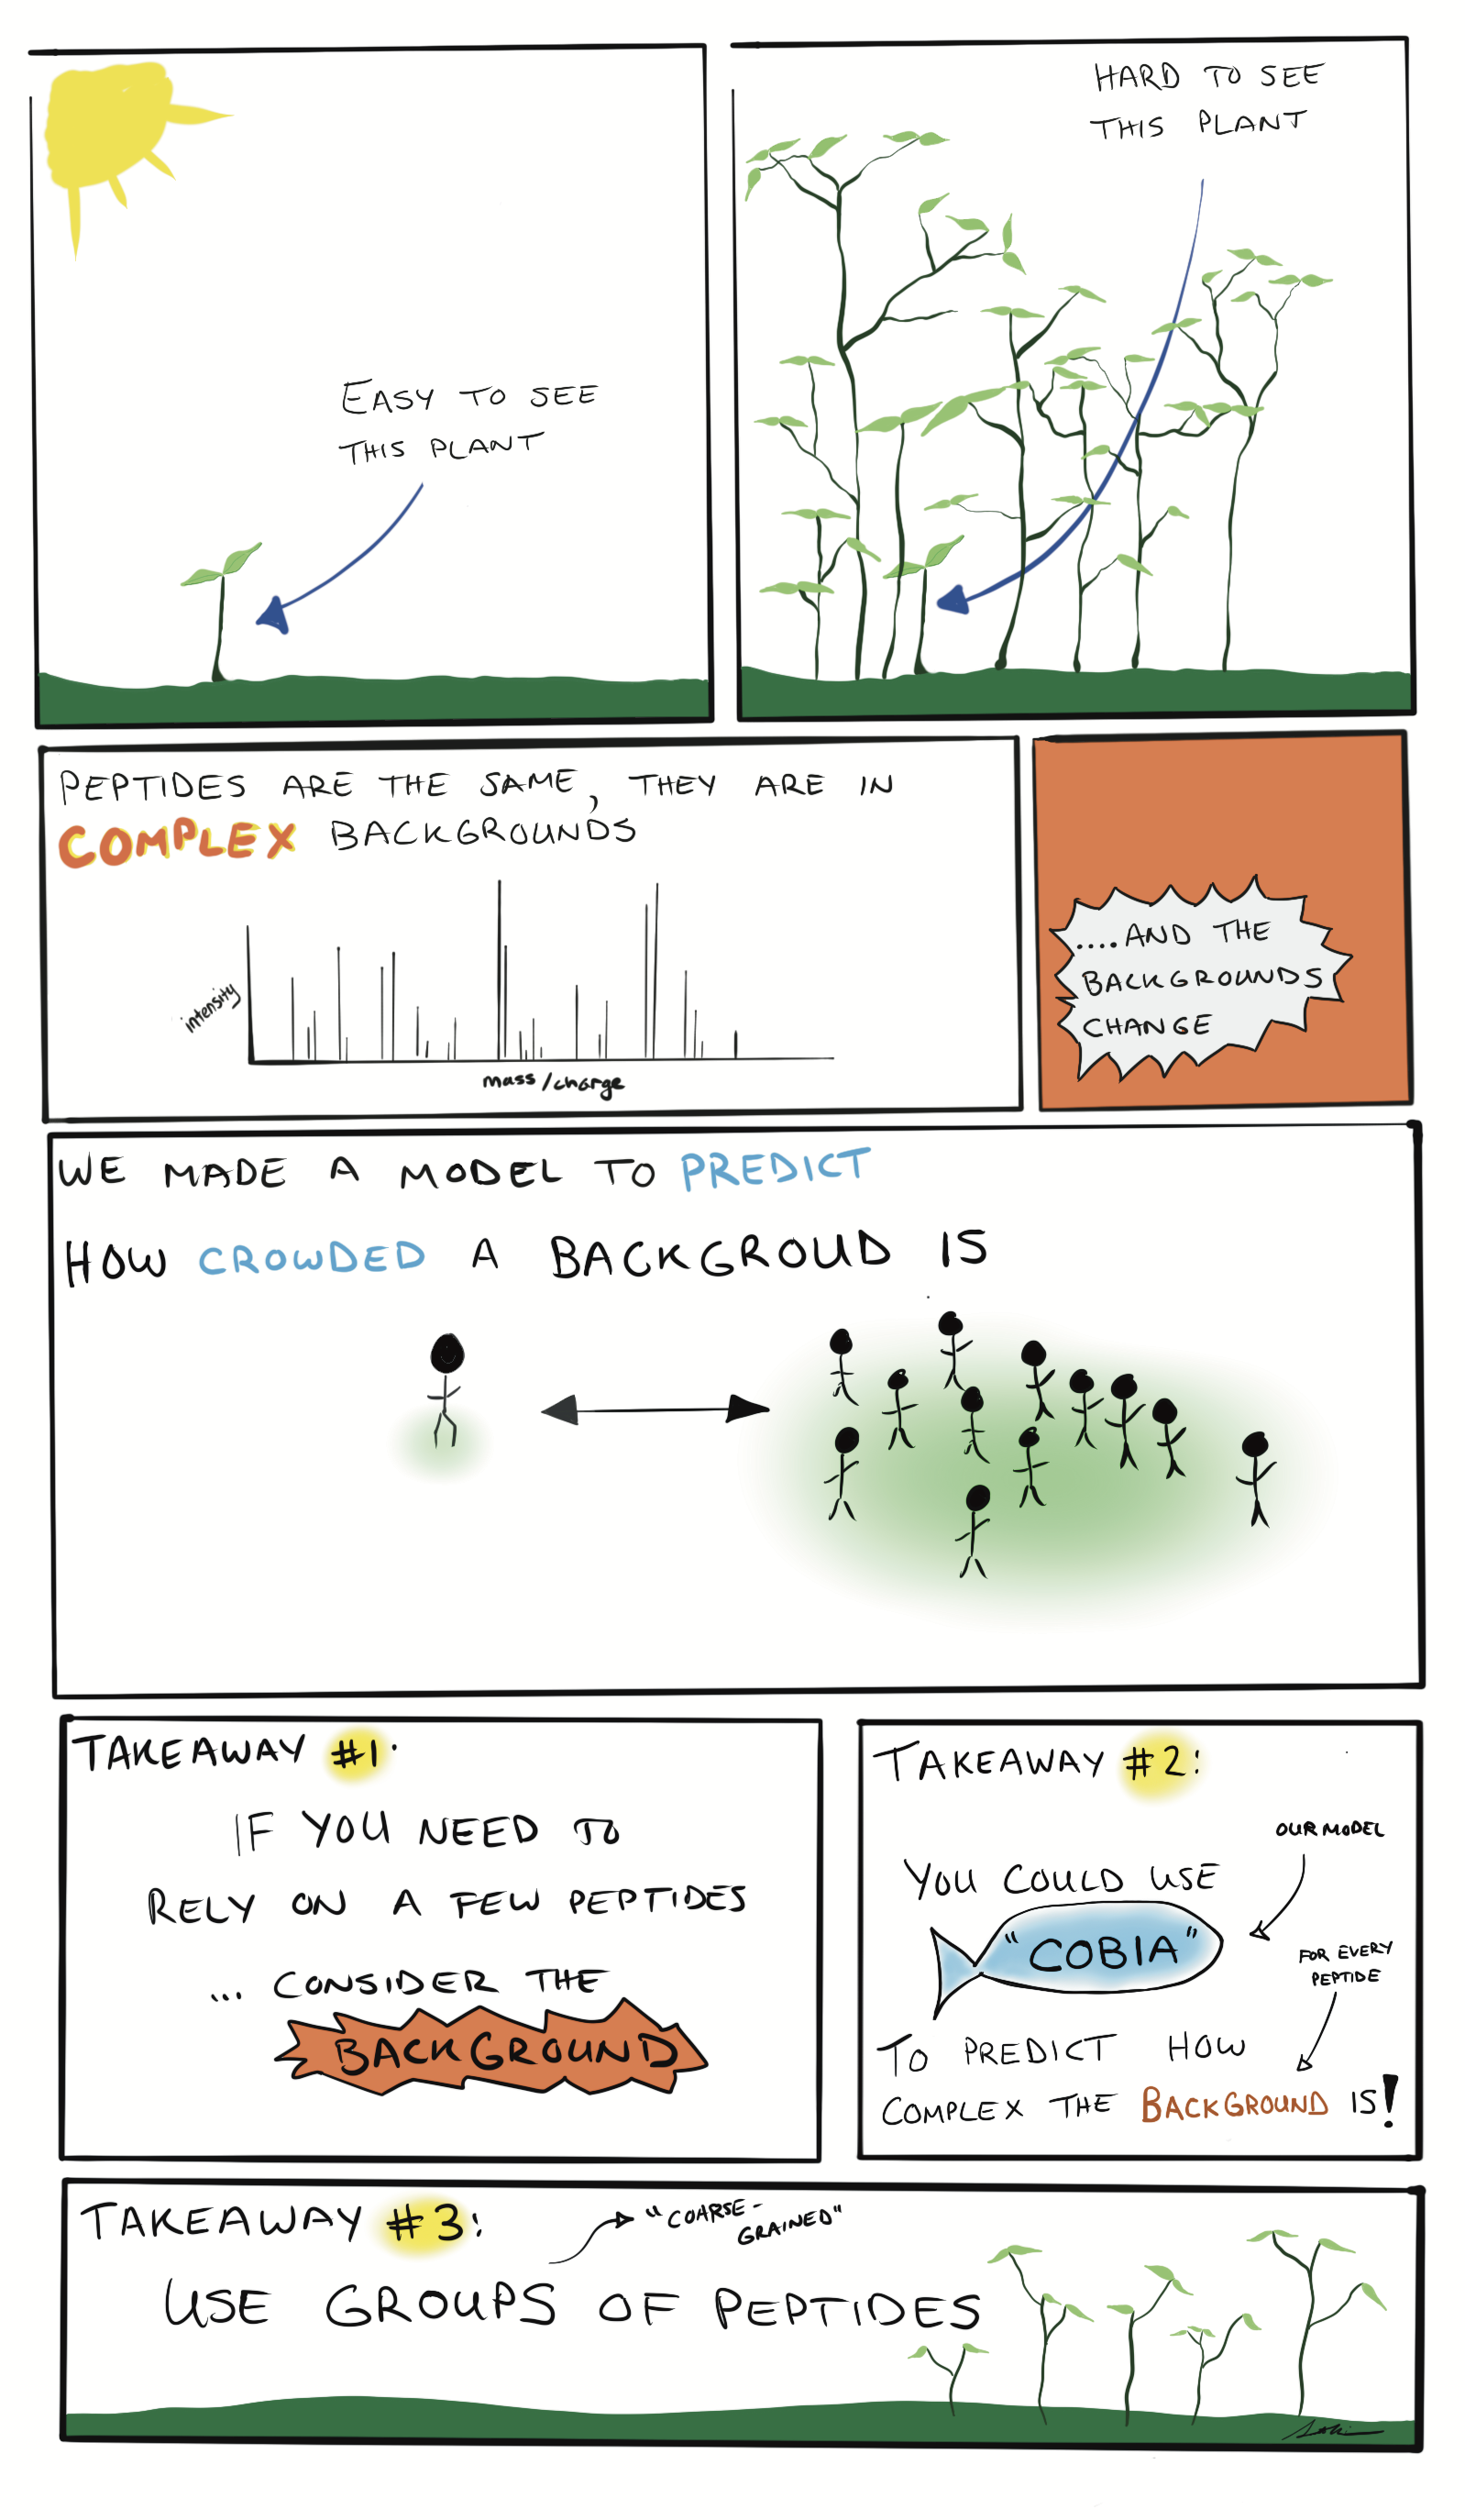 EASY TO SEE
THIS PLANT
HARD TO SEE
THIS PLANT
PEPTIDES ARE THE SAME, THEY ARE IN
COMPLEX BACKGROUNDS
intensity
mass/charge
....AND THE
BACKGROUNDS
CHANGE
WE MADE A MODEL TO PREDICT
HOW CROWDED A BACKGROUD IS
TAKEAWAY #1:
IF YOU NEED TO
RELY ON A FEW PEPTIDES
... CONSIDER THE
BACKGROUND
TAKEAWAY #2:
OUR MODEL
YOU COULD USE
"COBIA"
FOR EVERY
PEPTIDE
TO PREDICT HOW
COMPLEX THE BACKGROUND IS!
TAKEAWAY #3:
"COARSE-
GRAINED"
USE GROUPS OF PEPTIDES